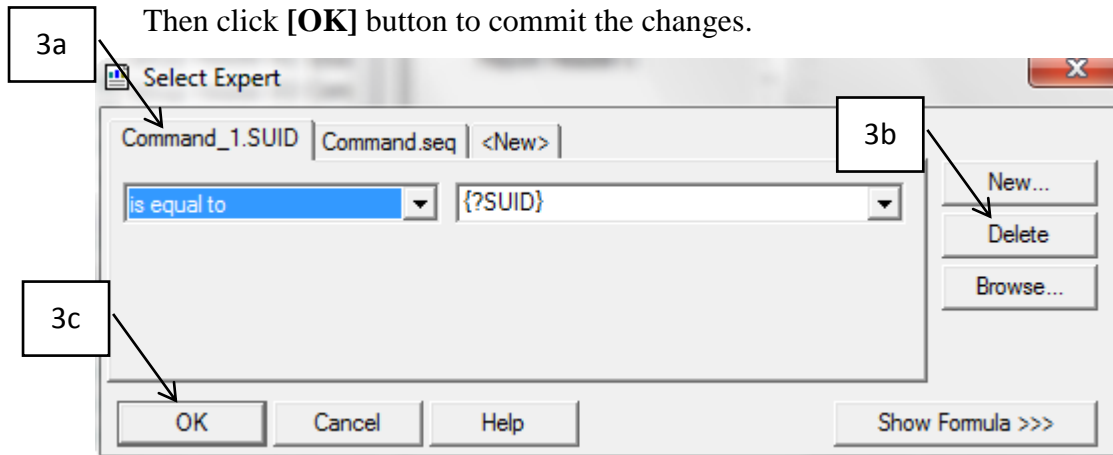 Then click [OK] button to commit the changes.
3a
Select Expert
Command_1.SUID Command.seq <New>
3b
is equal to {?SUID} New...
Delete
Browse...
3c
OK Cancel Help Show Formula >>>